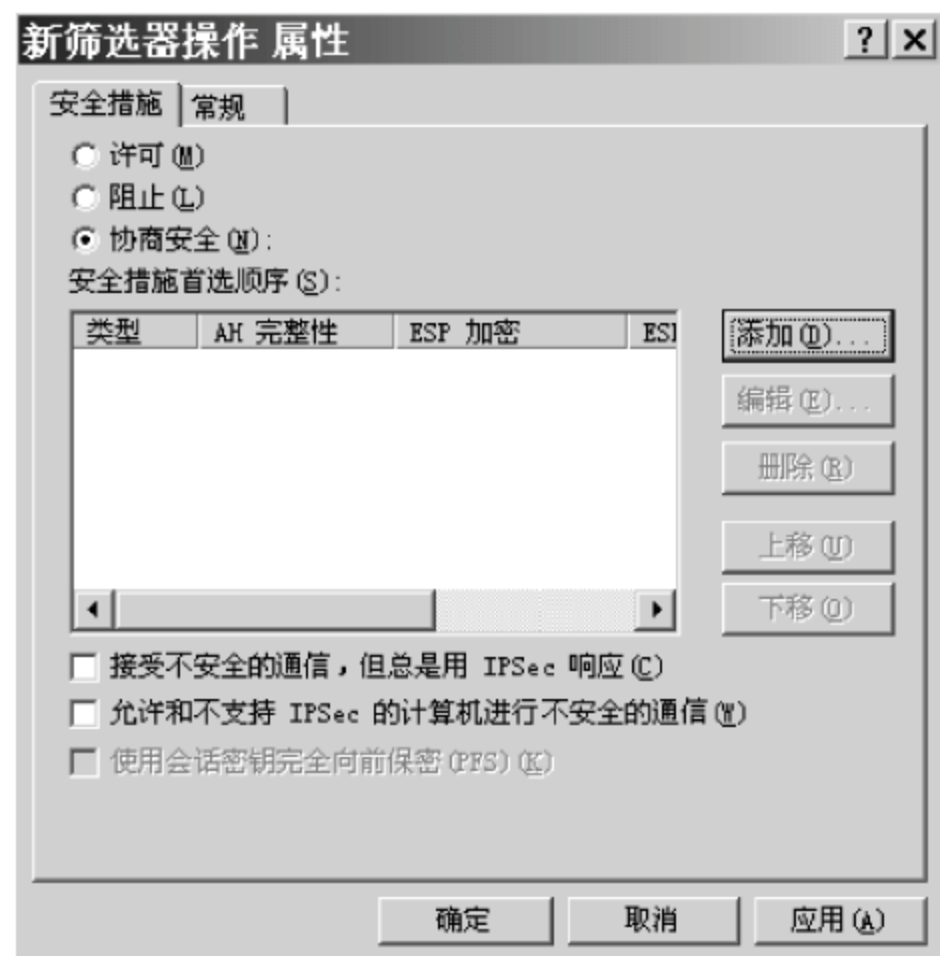 新筛选器操作 属性
安全措施 常规
许可(M)
阻止(L)
协商安全(N):
安全措施首选顺序(S):
类型 AH 完整性 ESP 加密 ESI
添加(D)...
编辑(E)...
删除(R)
上移(U)
下移(O)
接受不安全的通信，但总是用 IPSec 响应(C)
允许和不支持 IPSec 的计算机进行不安全的通信(W)
使用会话密钥完全向前保密(PFS)(K)
确定 取消 应用(A)